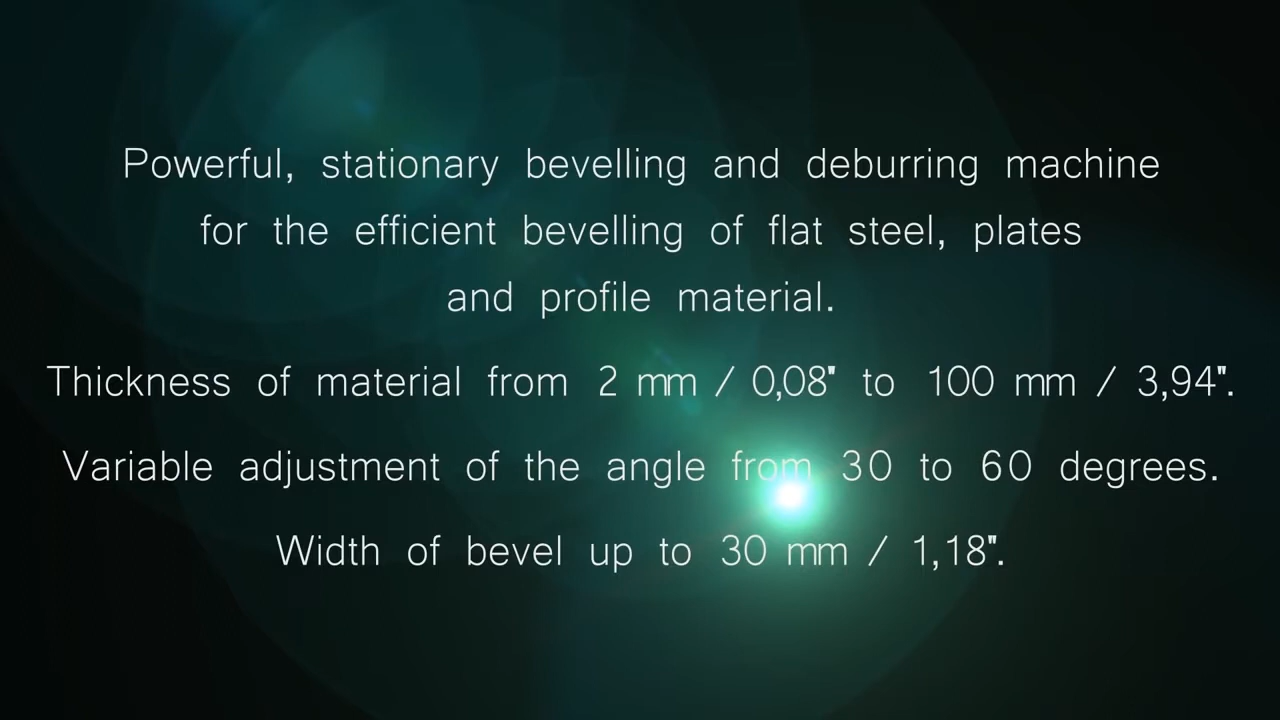 Powerful, stationary bevelling and deburring machine
for the efficient bevelling of flat steel, plates
and profile material.
Thickness of material from 2 mm / 0,08" to 100 mm / 3,94".
Variable adjustment of the angle from 30 to 60 degrees.
Width of bevel up to 30 mm / 1,18".